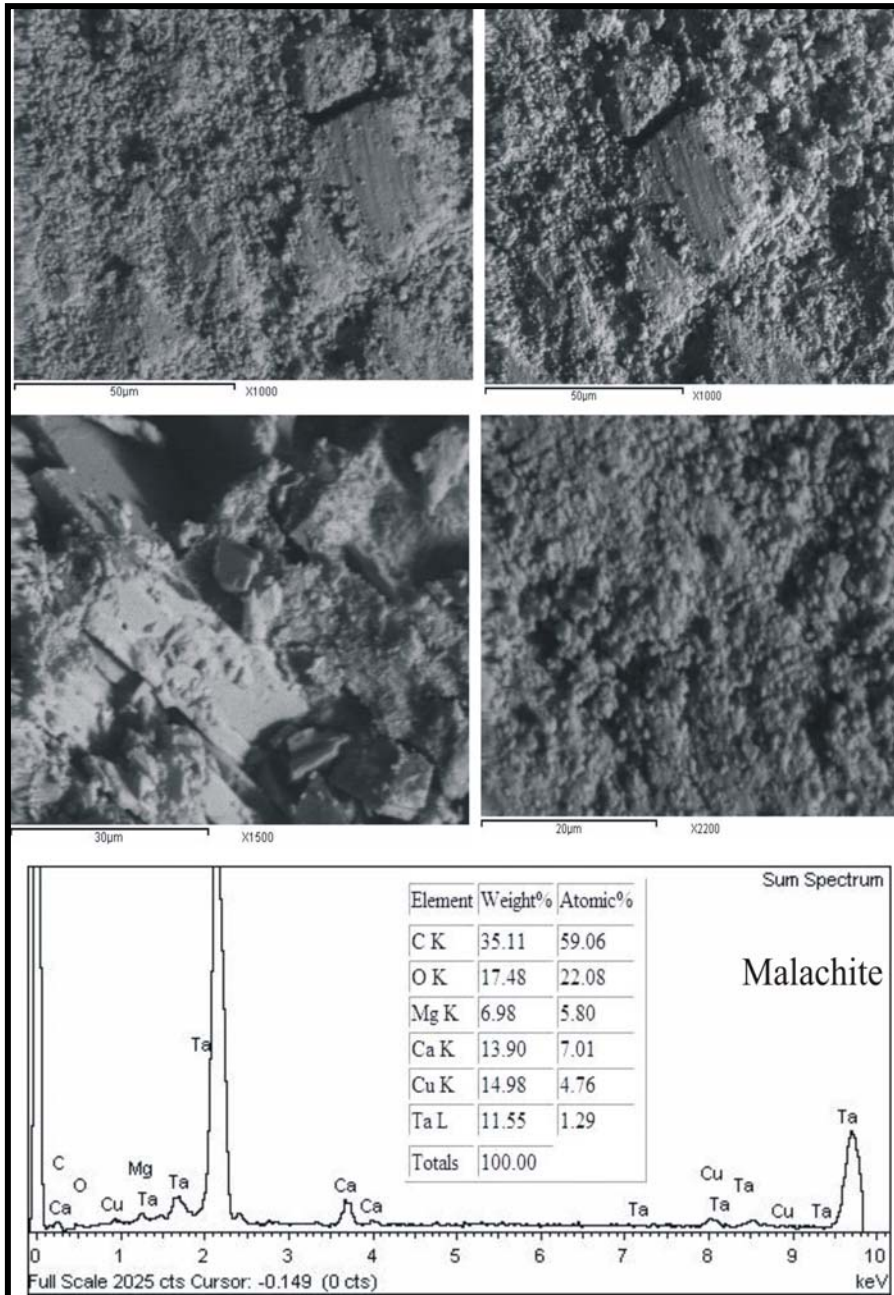 50µm X1000
50µm X1000
30µm X1500
20µm X2200
Sum Spectrum
Malachite
Element Weight% Atomic%
C K 35.11 59.06
O K 17.48 22.08
Mg K 6.98 5.80
Ca K 13.90 7.01
Cu K 14.98 4.76
Ta L 11.55 1.29
Totals 100.00
Ta
Ta
C
Mg
Cu
O
Ta
Ca
Ta
Ca
Cu
Ta
Ca
Ta
Ta
Cu
Ta
0 1 2 3 4 5 6 7 8 9 10
Full Scale 2025 cts Cursor: -0.149 (0 cts) keV